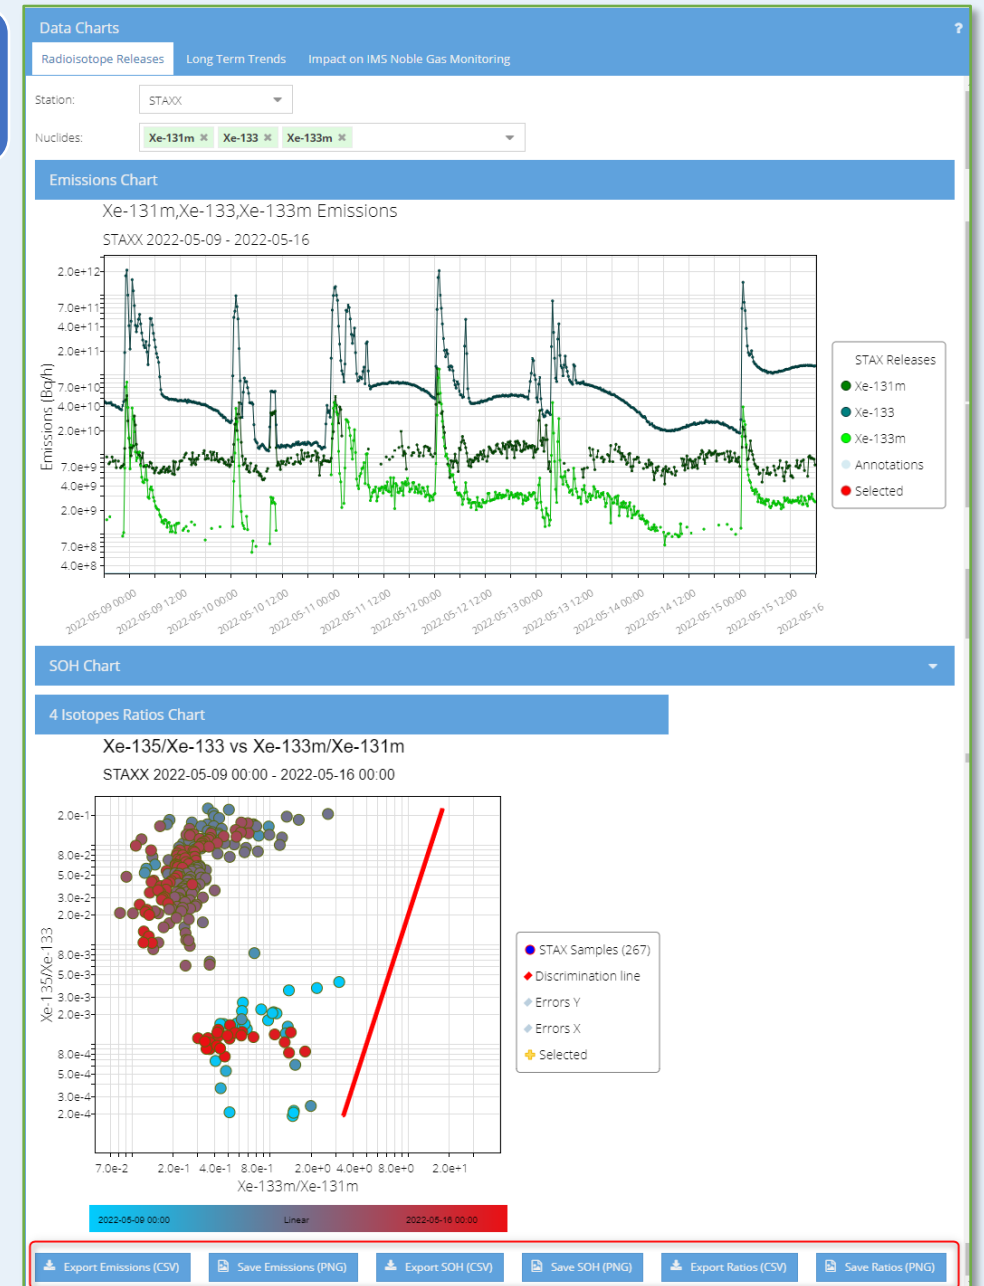 Data Charts ?
Radioisotope Releases Long Term Trends Impact on IMS Noble Gas Monitoring
Station: STAXX
Nuclides: Xe-131m × Xe-133 × Xe-133m ×
Emissions Chart
Xe-131m,Xe-133,Xe-133m Emissions
STAXX 2022-05-09 - 2022-05-16
Emissions (Bq/h)
2.0e+12
7.0e+11
4.0e+11
2.0e+11
7.0e+10
4.0e+10
2.0e+10
7.0e+9
4.0e+9
2.0e+9
7.0e+8
4.0e+8
2022-05-09 00:00
2022-05-09 12:00
2022-05-10 00:00
2022-05-10 12:00
2022-05-11 00:00
2022-05-11 12:00
2022-05-12 00:00
2022-05-12 12:00
2022-05-13 00:00
2022-05-13 12:00
2022-05-14 00:00
2022-05-14 12:00
2022-05-15 00:00
2022-05-15 12:00
2022-05-16
STAX Releases
Xe-131m
Xe-133
Xe-133m
Annotations
Selected
SOH Chart
4 Isotopes Ratios Chart
Xe-135/Xe-133 vs Xe-133m/Xe-131m
STAXX 2022-05-09 00:00 - 2022-05-16 00:00
Xe-135/Xe-133
2.0e-1
8.0e-2
5.0e-2
3.0e-2
2.0e-2
8.0e-3
5.0e-3
3.0e-3
2.0e-3
8.0e-4
5.0e-4
3.0e-4
2.0e-4
7.0e-2 2.0e-1 4.0e-1 8.0e-1 2.0e+0 4.0e+0 8.0e+0 2.0e+1
Xe-133m/Xe-131m
STAX Samples (267)
Discrimination line
Errors Y
Errors X
Selected
2022-05-09 00:00 Linear 2022-05-16 00:00
Export Emissions (CSV) Save Emissions (PNG) Export SOH (CSV) Save SOH (PNG) Export Ratios (CSV) Save Ratios (PNG)